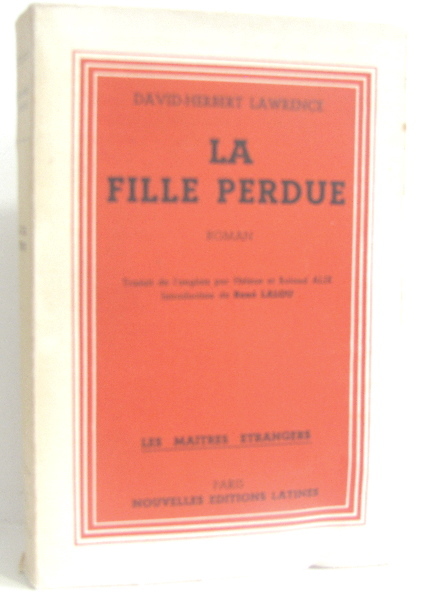 DAVID-HERBERT LAWRENCE
LA
FILLE PERDUE
ROMAN
Traduit de l'anglais par Hélène et Roland ALIX
Introduction de René LALOU
LES MAITRES ETRANGERS
PARIS
NOUVELLES EDITIONS LATINES